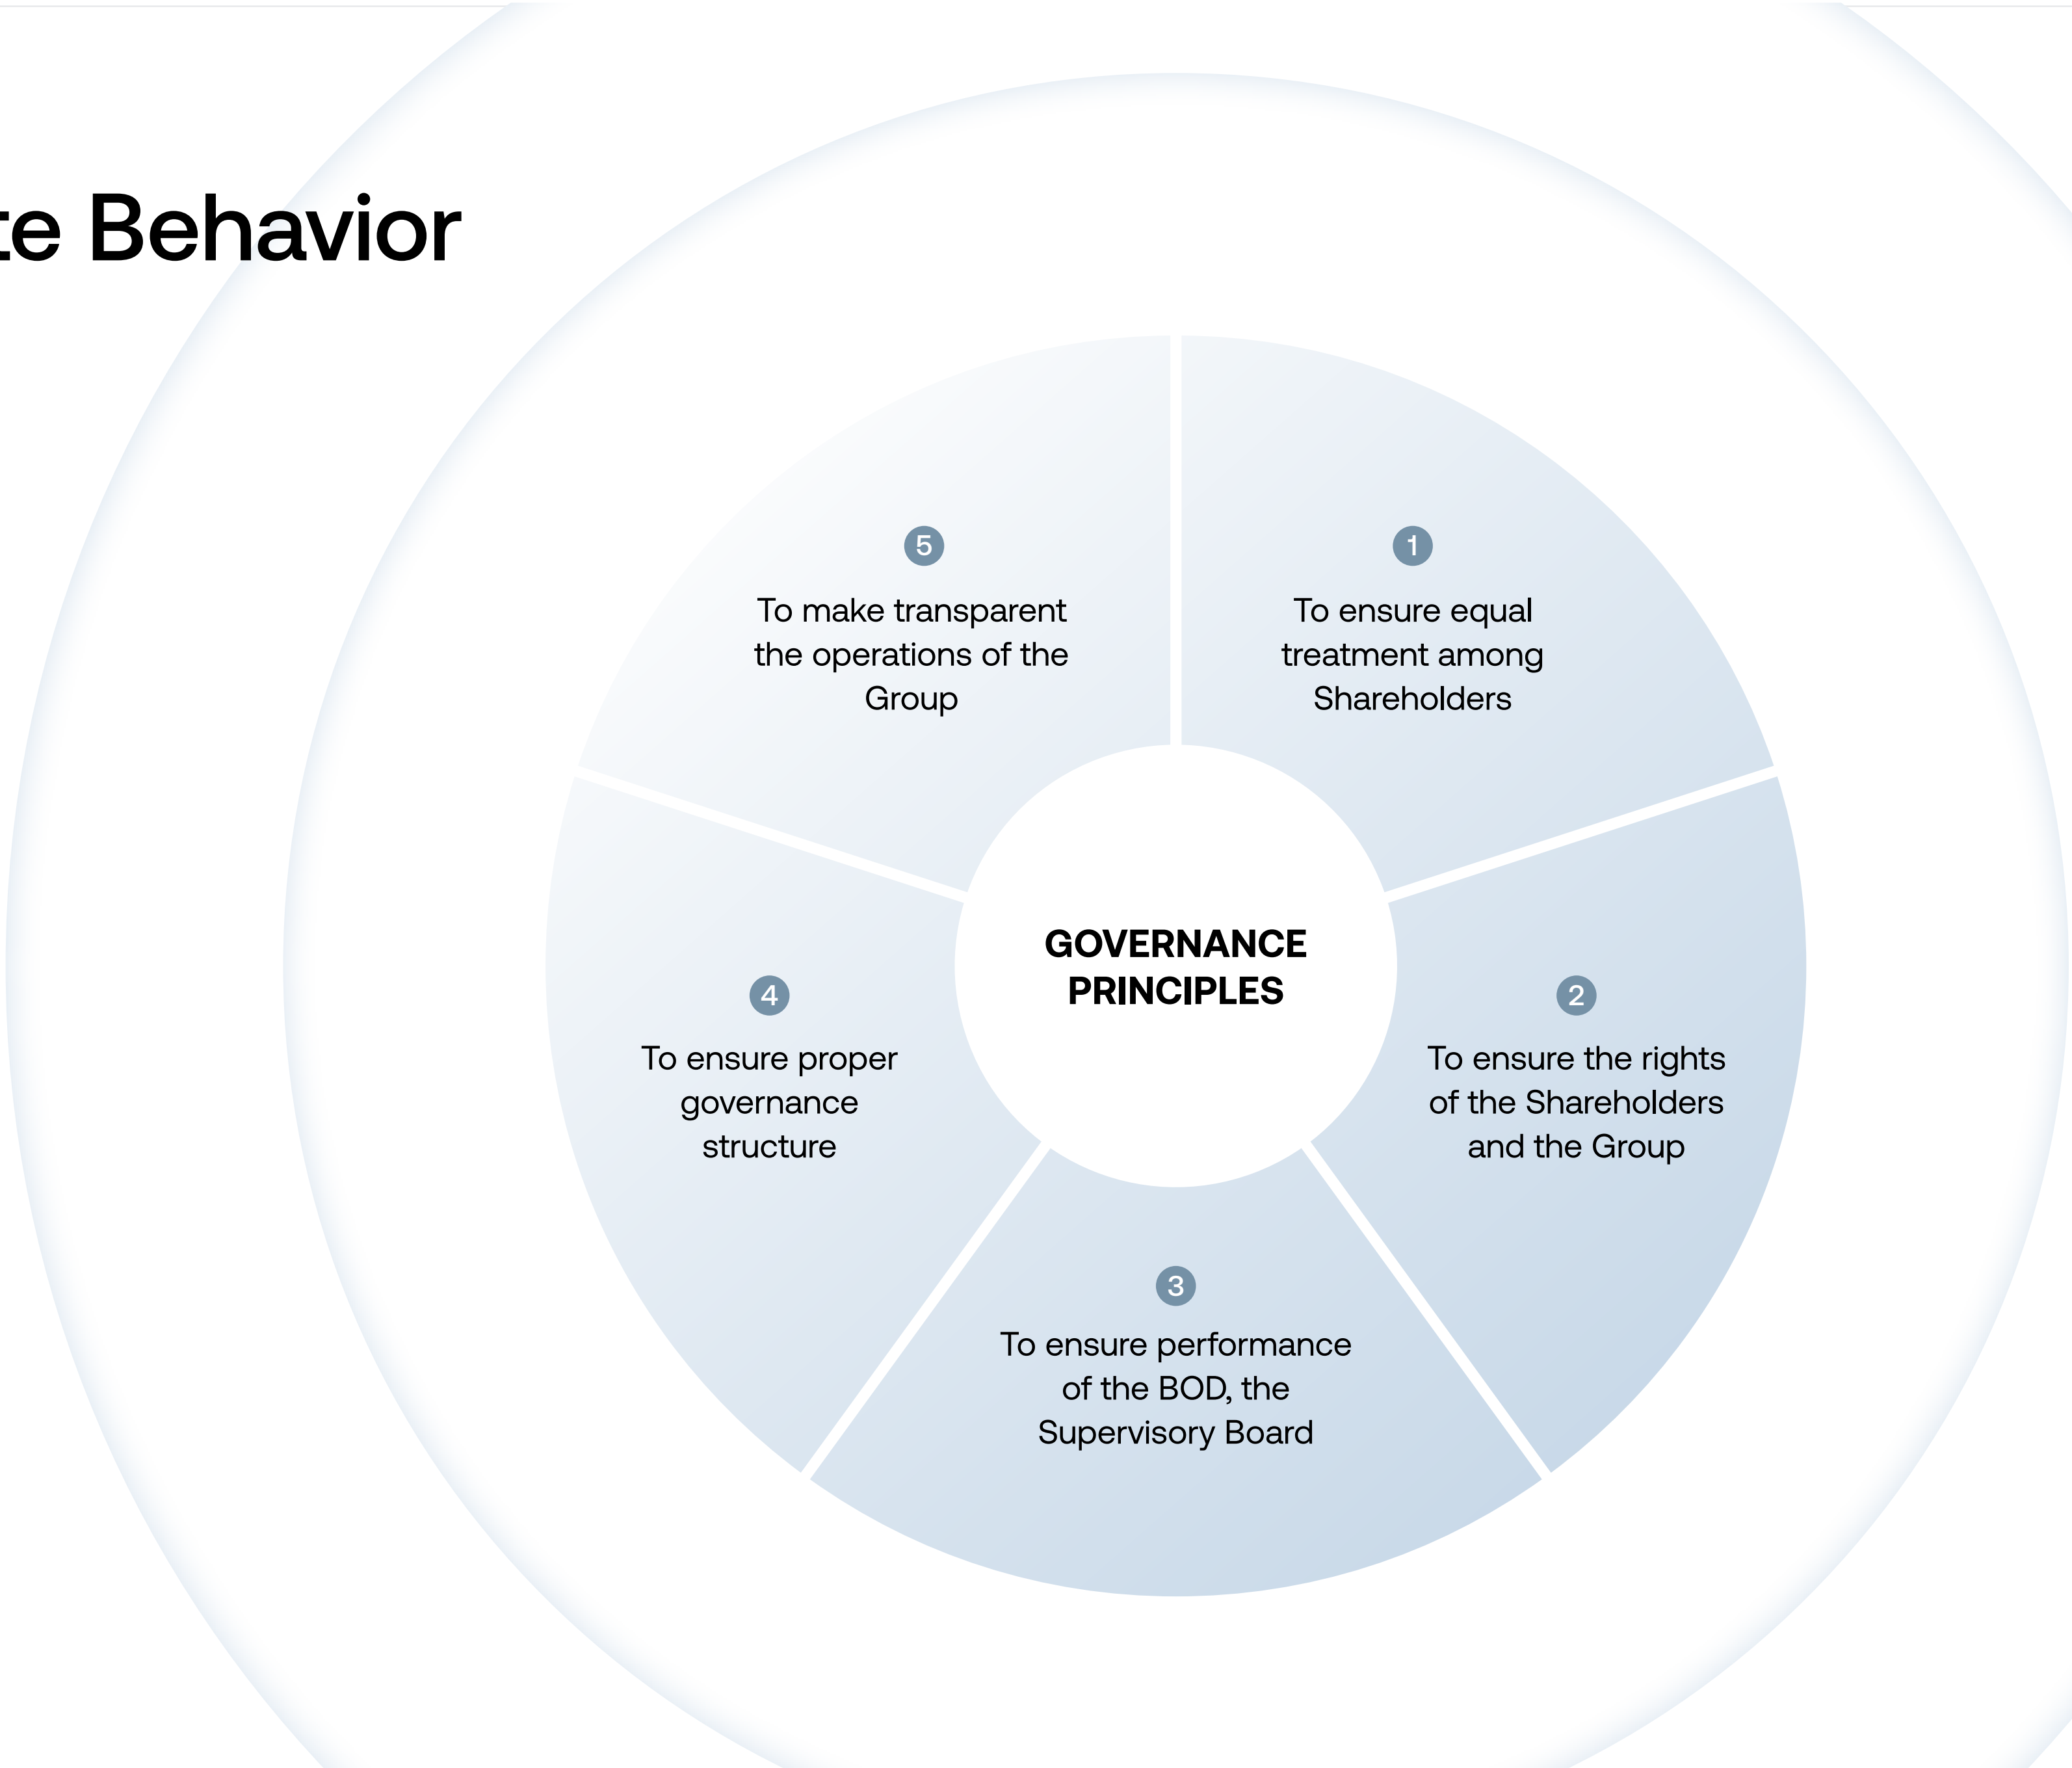 Behavior
1
To ensure equal
treatment among
Shareholders
2
To ensure the rights
of the Shareholders
and the Group
3
To ensure performance
of the BOD, the
Supervisory Board
4
To ensure proper
governance
structure
5
To make transparent
the operations of the
Group
GOVERNANCE
PRINCIPLES